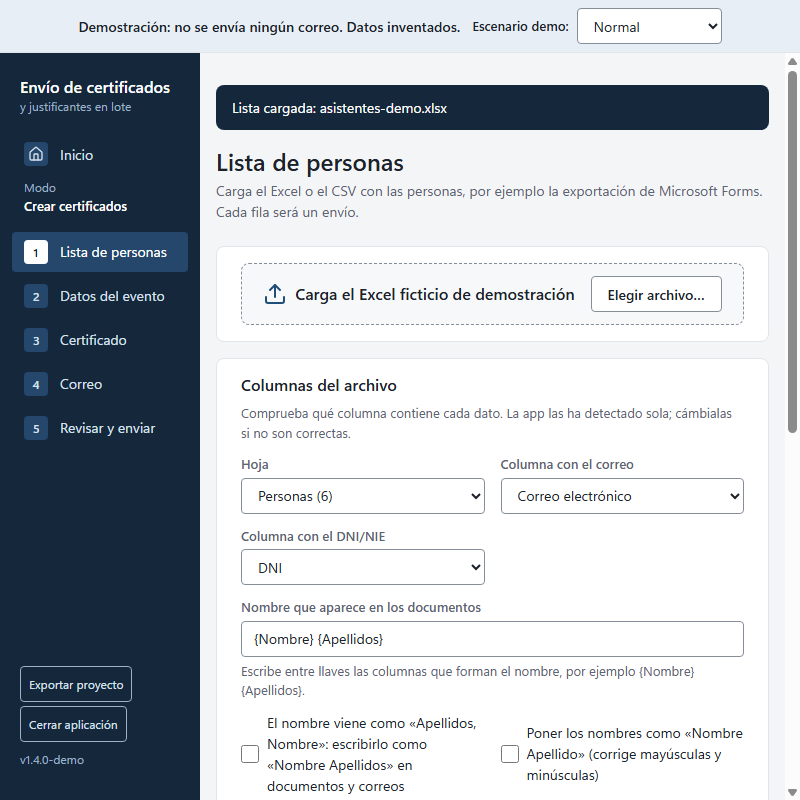 Demostración: no se envía ningún correo. Datos inventados. Escenario demo: Normal
Envío de certificados
y justificantes en lote
Inicio
Modo
Crear certificados
1 Lista de personas
2 Datos del evento
3 Certificado
4 Correo
5 Revisar y enviar
Exportar proyecto
Cerrar aplicación
v1.4.0-demo
Lista cargada: asistentes-demo.xlsx
Lista de personas
Carga el Excel o el CSV con las personas, por ejemplo la exportación de Microsoft Forms.
Cada fila será un envío.
Carga el Excel ficticio de demostración Elegir archivo...
Columnas del archivo
Comprueba qué columna contiene cada dato. La app las ha detectado sola; cámbialas
si no son correctas.
Hoja
Personas (6)
Columna con el correo
Correo electrónico
Columna con el DNI/NIE
DNI
Nombre que aparece en los documentos
{Nombre} {Apellidos}
Escribe entre llaves las columnas que forman el nombre, por ejemplo {Nombre}
{Apellidos}.
El nombre viene como «Apellidos,
Nombre»: escribirlo como
«Nombre Apellidos» en
documentos y correos
Poner los nombres como «Nombre
Apellido» (corrige mayúsculas y
minúsculas)